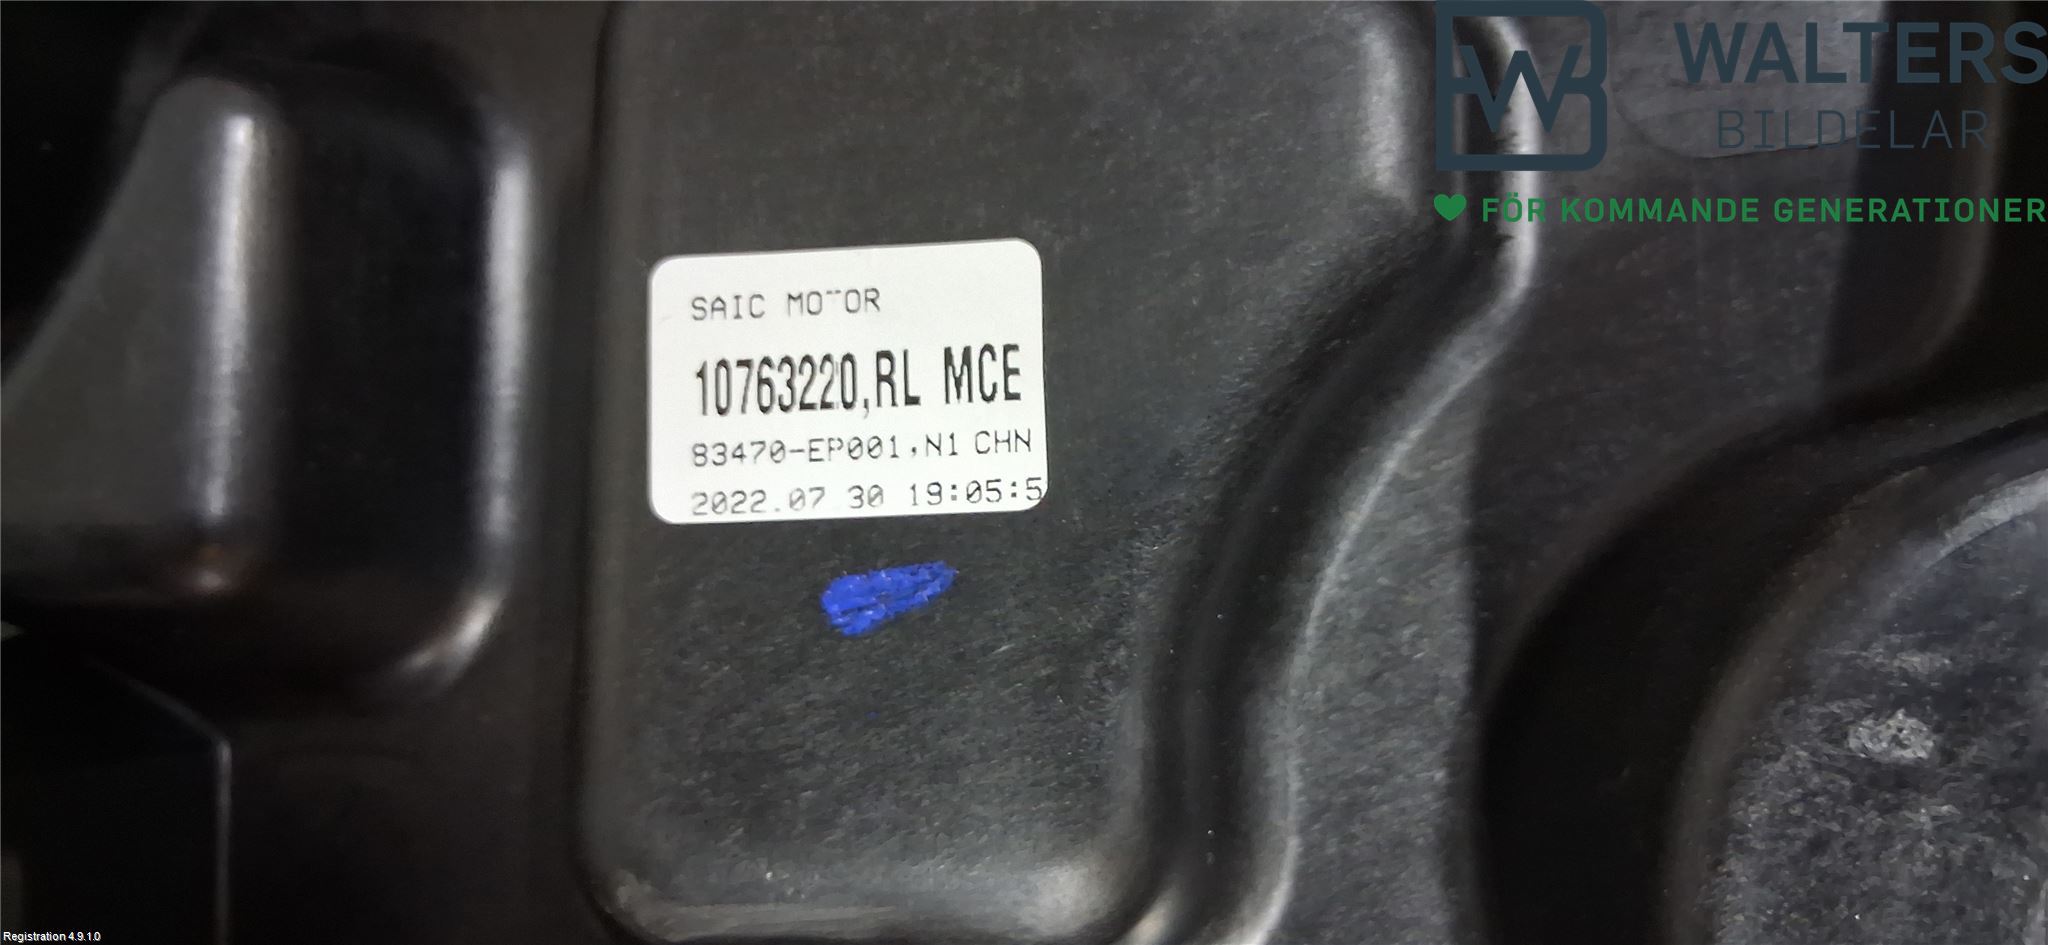 WALTERS
BILDELAR
FÖR KOMMANDE GENERATIONER
SAIC MOTOR
10763220,RL MCE
83470-EP001,N1 CHN
2022.07 30 19:05:5
Registration 4.9.1.0